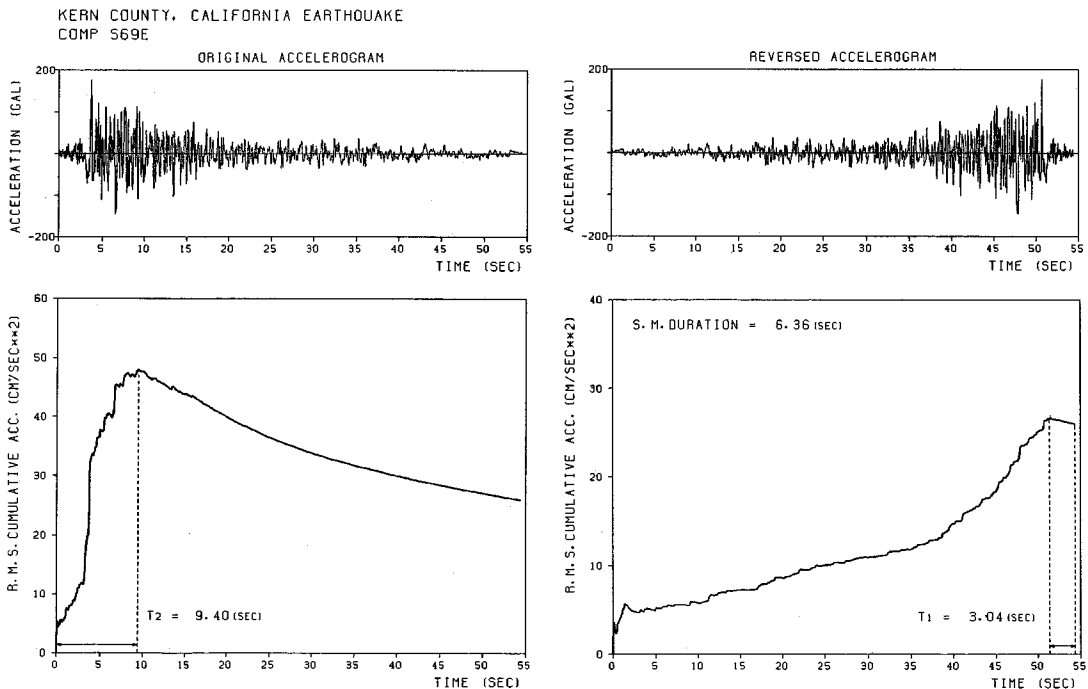 KERN COUNTY, CALIFORNIA EARTHQUAKE
COMP S69E
ORIGINAL ACCELEROGRAM
200
-200
ACCELERATION (GAL)
0 5 10 15 20 25 30 35 40 45 50 55
TIME (SEC)
REVERSED ACCELEROGRAM
200
-200
ACCELERATION (GAL)
0 5 10 15 20 25 30 35 40 45 50 55
TIME (SEC)
60
50
40
30
20
10
0
R.M.S.CUMULATIVE ACC. (CM/SEC**2)
T2 = 9.40 (SEC)
0 5 10 15 20 25 30 35 40 45 50 55
TIME (SEC)
40
30
20
10
0
R.M.S.CUMULATIVE ACC. (CM/SEC**2)
S.M.DURATION = 6.36 (SEC)
T1 = 3.04 (SEC)
0 5 10 15 20 25 30 35 40 45 50 55
TIME (SEC)